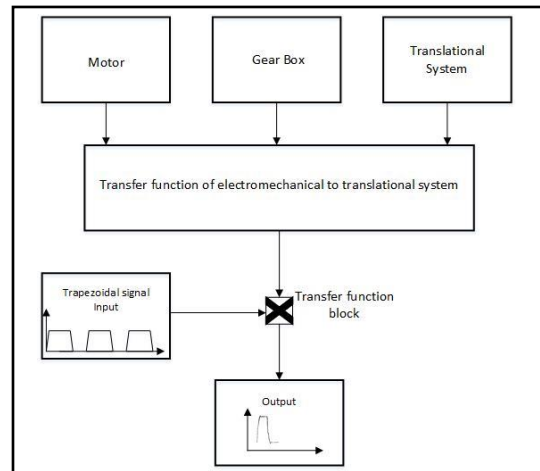 Motor
Gear Box
Translational
System
Transfer function of electromechanical to translational system
Trapezoidal signal
Input
Transfer function
block
Output